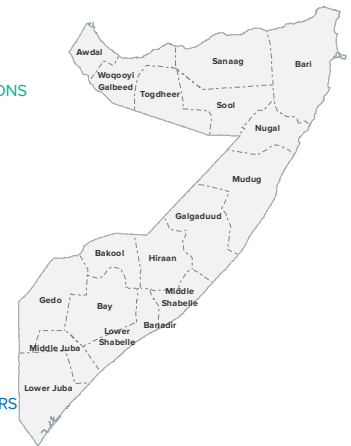 Awdal
Sanaag
Bari
Woqooyi
Galbeed
ONS
Togdheer
Sool
Nugal
Mudug
Galgaduud
Bakool
Hiraan
Middle
Shabelle
Gedo
Bay
Banadir
Lower
Shabelle
Middle Juba
Lower Juba
RS